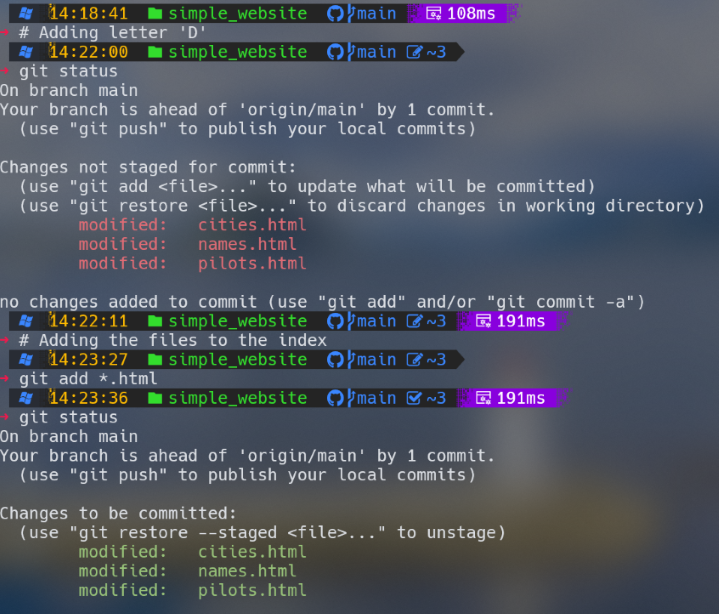 14:18:41 simple_website main 108ms
# Adding letter 'D'
14:22:00 simple_website main ~3
git status
On branch main
Your branch is ahead of 'origin/main' by 1 commit.
(use "git push" to publish your local commits)
Changes not staged for commit:
(use "git add <file>..." to update what will be committed)
(use "git restore <file>..." to discard changes in working directory)
modified: cities.html
modified: names.html
modified: pilots.html
no changes added to commit (use "git add" and/or "git commit -a")
14:22:11 simple_website main ~3 191ms
# Adding the files to the index
14:23:27 simple_website main ~3
git add *.html
14:23:36 simple_website main ~3 191ms
git status
On branch main
Your branch is ahead of 'origin/main' by 1 commit.
(use "git push" to publish your local commits)
Changes to be committed:
(use "git restore --staged <file>..." to unstage)
modified: cities.html
modified: names.html
modified: pilots.html